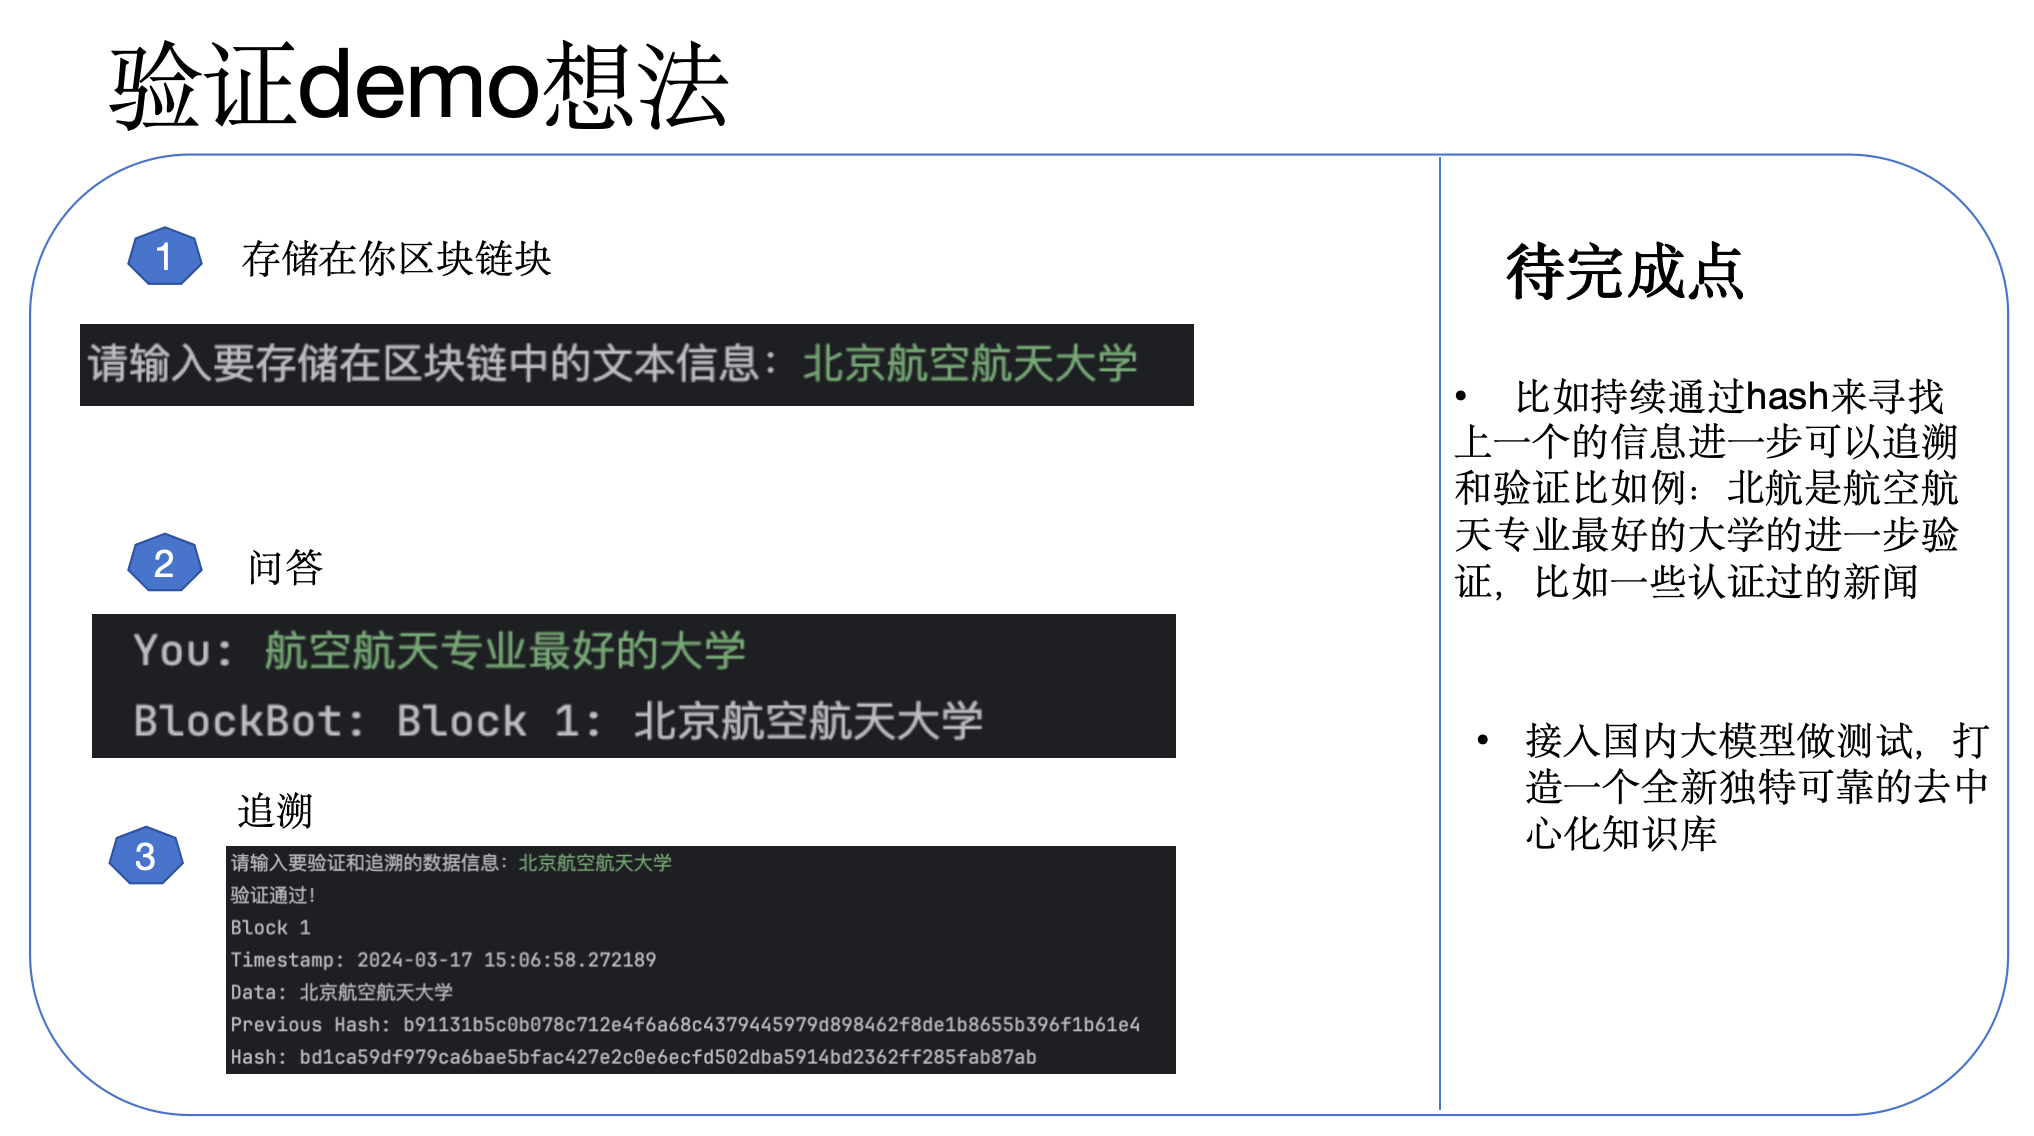 验证demo想法
1
存储在你区块链块
请输入要存储在区块链中的文本信息：北京航空航天大学
2
问答
You: 航空航天专业最好的大学
BlockBot: Block 1: 北京航空航天大学
3
追溯
请输入要验证和追溯的数据信息：北京航空航天大学
验证通过！
Block 1
Timestamp: 2024-03-17 15:06:58.272189
Data: 北京航空航天大学
Previous Hash: b91131b5c0b078c712e4f6a68c4379445979d898462f8de1b8655b396f1b61e4
Hash: bd1ca59df979ca6bae5bfac427e2c0e6ecfd502dba5914bd2362ff285fab87ab
待完成点
• 比如持续通过hash来寻找
上一个的信息进一步可以追溯
和验证比如例：北航是航空航
天专业最好的大学的进一步验
证，比如一些认证过的新闻
• 接入国内大模型做测试，打
造一个全新独特可靠的去中
心化知识库